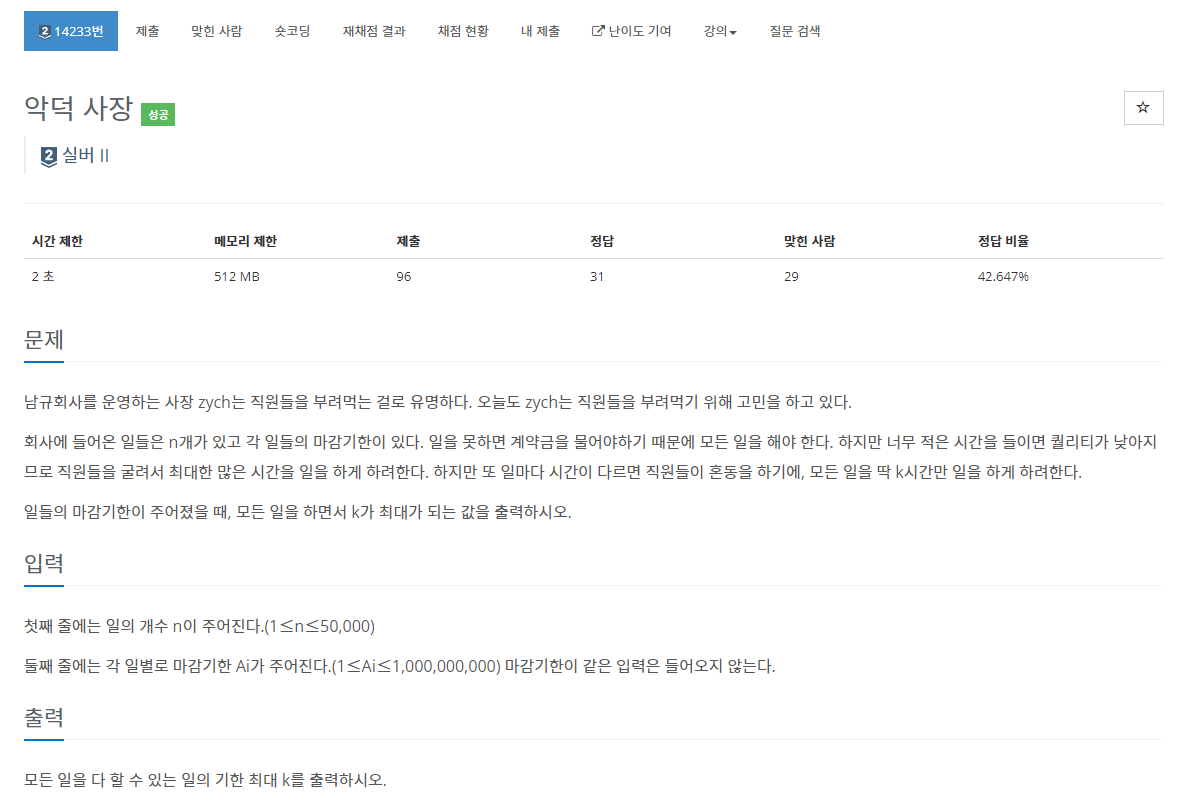 2 14233번 제출 맞힌 사람 숏코딩 재채점 결과 채점 현황 내 제출 난이도 기여 강의 질문 검색
악덕 사장 성공
2 실버 II
시간 제한 메모리 제한 제출 정답 맞힌 사람 정답 비율
2 초 512 MB 96 31 29 42.647%
문제
남규회사를 운영하는 사장 zych는 직원들을 부려먹는 걸로 유명하다. 오늘도 zych는 직원들을 부려먹기 위해 고민을 하고 있다.
회사에 들어온 일들은 n개가 있고 각 일들의 마감기한이 있다. 일을 못하면 계약금을 물어야하기 때문에 모든 일을 해야 한다. 하지만 너무 적은 시간을 들이면 퀄리티가 낮아지
므로 직원들을 굴려서 최대한 많은 시간을 일을 하게 하려한다. 하지만 또 일마다 시간이 다르면 직원들이 혼동을 하기에, 모든 일을 딱 k시간만 일을 하게 하려한다.
일들의 마감기한이 주어졌을 때, 모든 일을 하면서 k가 최대가 되는 값을 출력하시오.
입력
첫째 줄에는 일의 개수 n이 주어진다.(1≤n≤50,000)
둘째 줄에는 각 일별로 마감기한 Ai가 주어진다.(1≤Ai≤1,000,000,000) 마감기한이 같은 입력은 들어오지 않는다.
출력
모든 일을 다 할 수 있는 일의 기한 최대 k를 출력하시오.